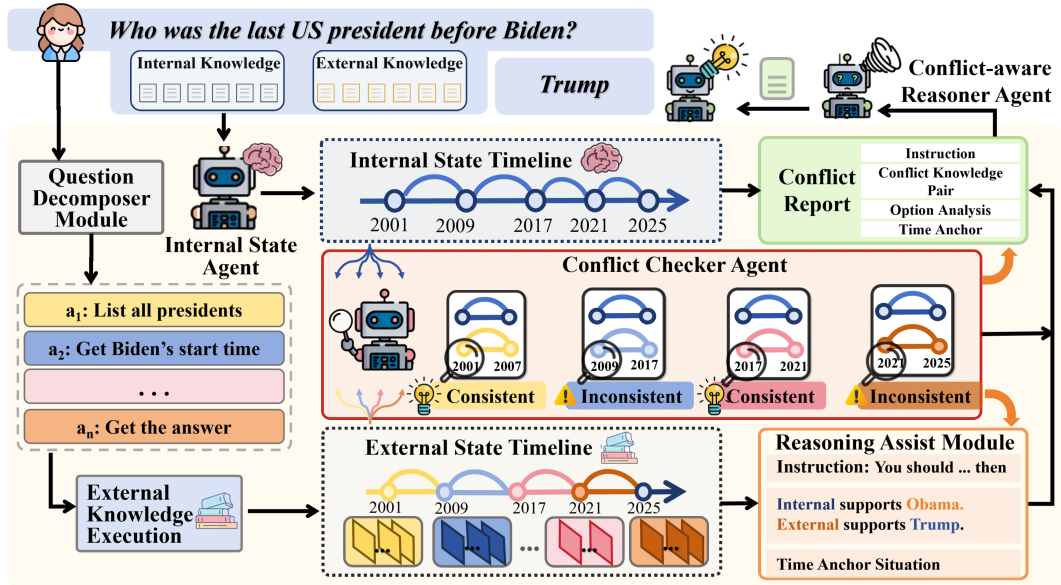 Who was the last US president before Biden?
Internal Knowledge
External Knowledge
Trump
Conflict-aware
Reasoner Agent
Question
Decomposer
Module
Internal State
Agent
Internal State Timeline
2001
2009
2017
2021
2025
Conflict
Report
Instruction
Conflict Knowledge
Pair
Option Analysis
Time Anchor
a1: List all presidents
a2: Get Biden's start time
. . .
an: Get the answer
Conflict Checker Agent
2001
2007
Consistent
2009
2017
Inconsistent
2017
2021
Consistent
2021
2025
Inconsistent
External
Knowledge
Execution
External State Timeline
2001
2009
2017
2021
2025
...
...
...
...
...
Reasoning Assist Module
Instruction: You should ... then
Internal supports Obama.
External supports Trump.
Time Anchor Situation